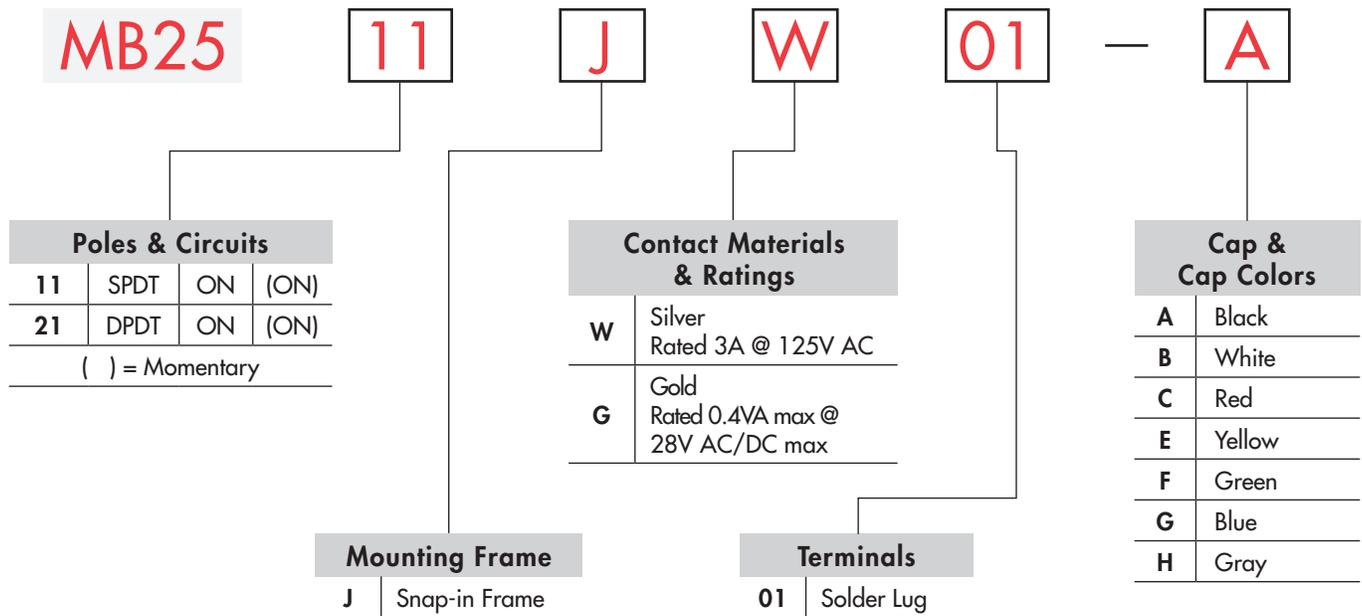 MB25 11 J W 01 — A
Poles & Circuits
11 SPDT ON (ON)
21 DPDT ON (ON)
( ) = Momentary
Contact Materials
& Ratings
W Silver
Rated 3A @ 125V AC
G Gold
Rated 0.4VA max @
28V AC/DC max
Cap &
Cap Colors
A Black
B White
C Red
E Yellow
F Green
G Blue
H Gray
Mounting Frame
J Snap-in Frame
Terminals
01 Solder Lug